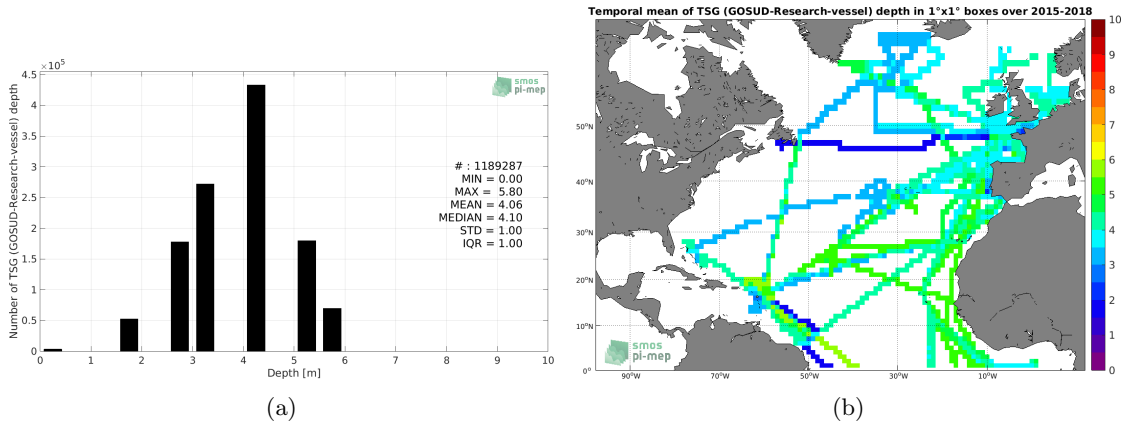 ×10⁵
4.5
4
3.5
3
2.5
2
1.5
1
0.5
0
Number of TSG (GOSUD-Research-vessel) depth
smos
pi-mep
# : 1189287
MIN = 0.00
MAX = 5.80
MEAN = 4.06
MEDIAN = 4.10
STD = 1.00
IQR = 1.00
0 1 2 3 4 5 6 7 8 9 10
Depth [m]
(a)
Temporal mean of TSG (GOSUD-Research-vessel) depth in 1°x1° boxes over 2015-2018
50°N
40°N
30°N
20°N
10°N
0°
90°W 70°W 50°W 30°W 10°W
smos
pi-mep
10
9
8
7
6
5
4
3
2
1
0
(b)